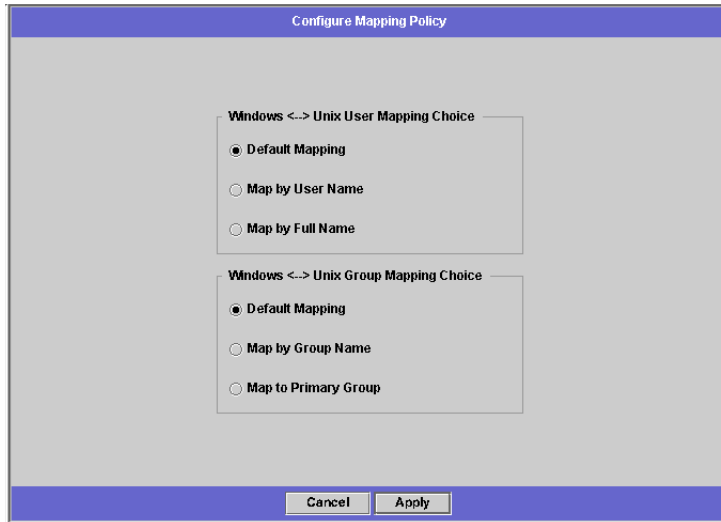 Configure Mapping Policy
Windows <--> Unix User Mapping Choice
Default Mapping
Map by User Name
Map by Full Name
Windows <--> Unix Group Mapping Choice
Default Mapping
Map by Group Name
Map to Primary Group
Cancel Apply